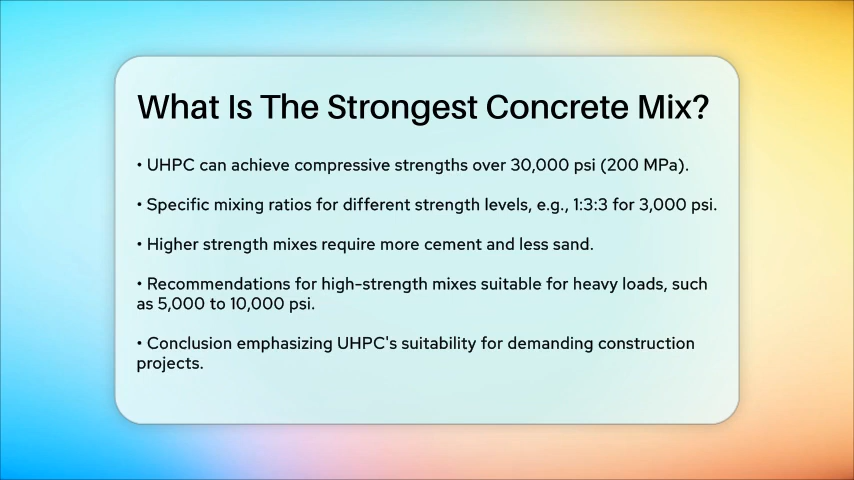 What Is The Strongest Concrete Mix?
• UHPC can achieve compressive strengths over 30,000 psi (200 MPa).
• Specific mixing ratios for different strength levels, e.g., 1:3:3 for 3,000 psi.
• Higher strength mixes require more cement and less sand.
• Recommendations for high-strength mixes suitable for heavy loads, such
as 5,000 to 10,000 psi.
• Conclusion emphasizing UHPC's suitability for demanding construction
projects.